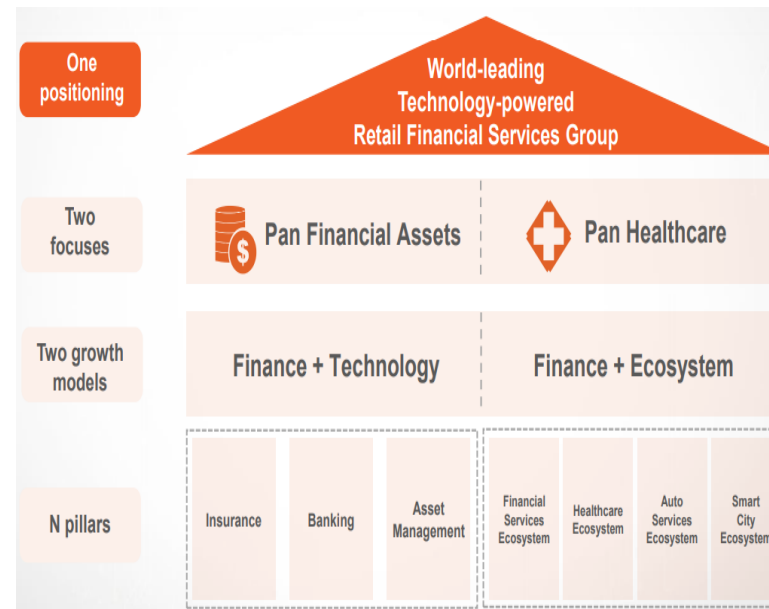 One
positioning
World-leading
Technology-powered
Retail Financial Services Group
Two
focuses
$
Pan Financial Assets
Pan Healthcare
Two growth
models
Finance + Technology
Finance + Ecosystem
N pillars
Insurance
Banking
Asset
Management
Financial
Services
Ecosystem
Healthcare
Ecosystem
Auto
Services
Ecosystem
Smart
City
Ecosystem